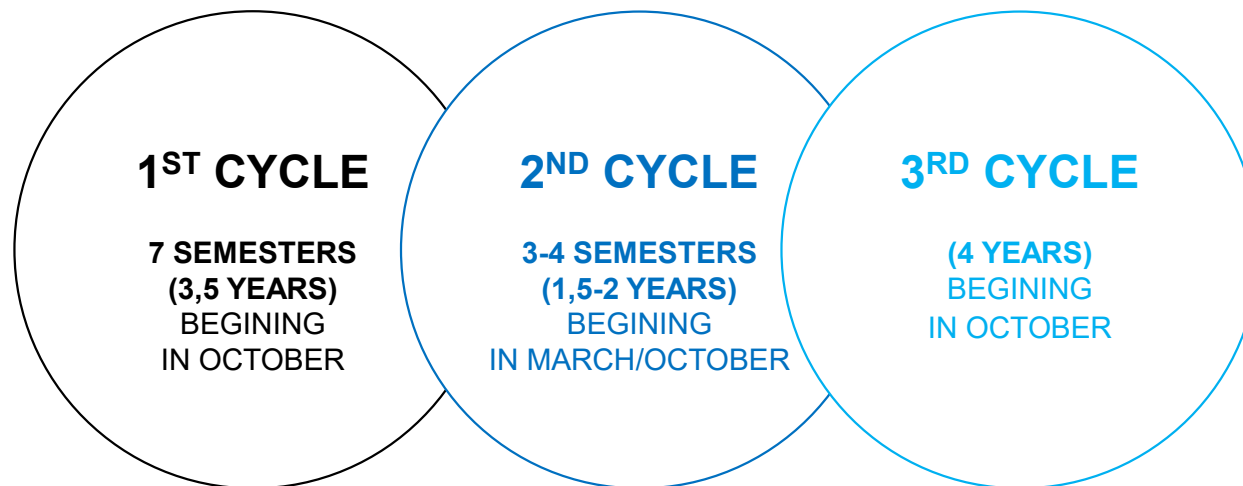 1ST CYCLE
7 SEMESTERS
(3,5 YEARS)
BEGINING
IN OCTOBER
2ND CYCLE
3-4 SEMESTERS
(1,5-2 YEARS)
BEGINING
IN MARCH/OCTOBER
3RD CYCLE
(4 YEARS)
BEGINING
IN OCTOBER